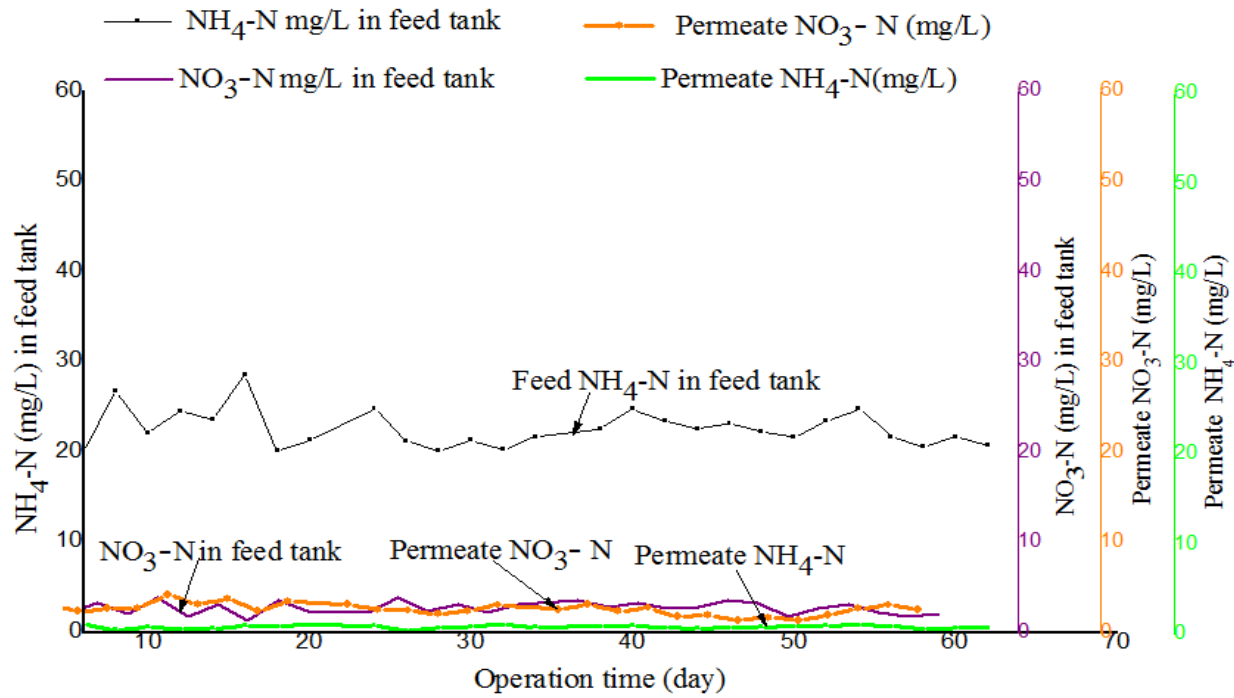 NH₄-N mg/L in feed tank
Permeate NO₃- N (mg/L)
NO₃-N mg/L in feed tank
Permeate NH₄-N(mg/L)
60
50
40
30
20
10
0
NH₄-N (mg/L) in feed tank
Feed NH₄-N in feed tank
NO₃-N in feed tank
Permeate NO₃- N
Permeate NH₄-N
10
20
30
40
50
60
70
Operation time (day)
60
50
40
30
20
10
0
NO₃-N (mg/L) in feed tank
60
50
40
30
20
10
0
Permeate NO₃-N (mg/L)
60
50
40
30
20
10
0
Permeate NH₄-N (mg/L)